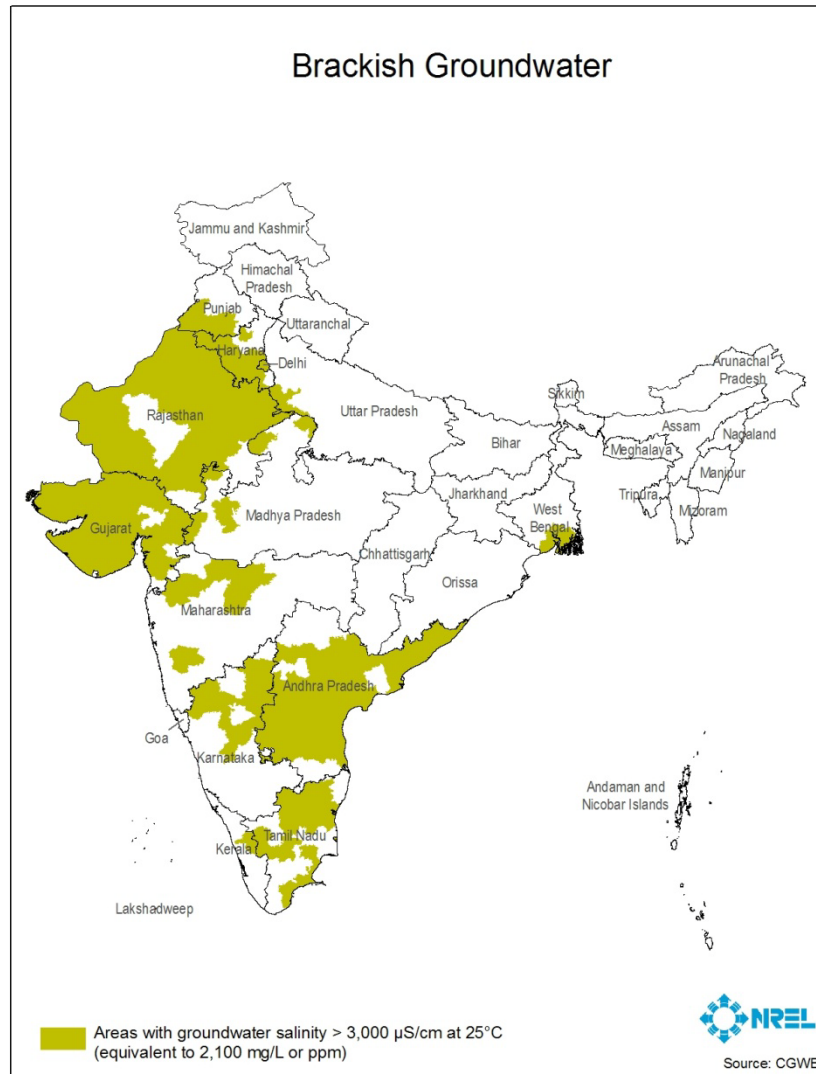 Brackish Groundwater
Jammu and Kashmir
Himachal
Pradesh
Punjab
Uttaranchal
Haryana
Delhi
Arunachal
Pradesh
Sikkim
Rajasthan
Uttar Pradesh
Assam
Nagaland
Bihar
Meghalaya
Manipur
Jharkhand
Tripura
Mizoram
West
Bengal
Gujarat
Madhya Pradesh
Chhattisgarh
Orissa
Maharashtra
Andhra Pradesh
Goa
Karnataka
Andaman and
Nicobar Islands
Tamil Nadu
Kerala
Lakshadweep
Areas with groundwater salinity > 3,000 µS/cm at 25°C
(equivalent to 2,100 mg/L or ppm)
NREL
Source: CGWB